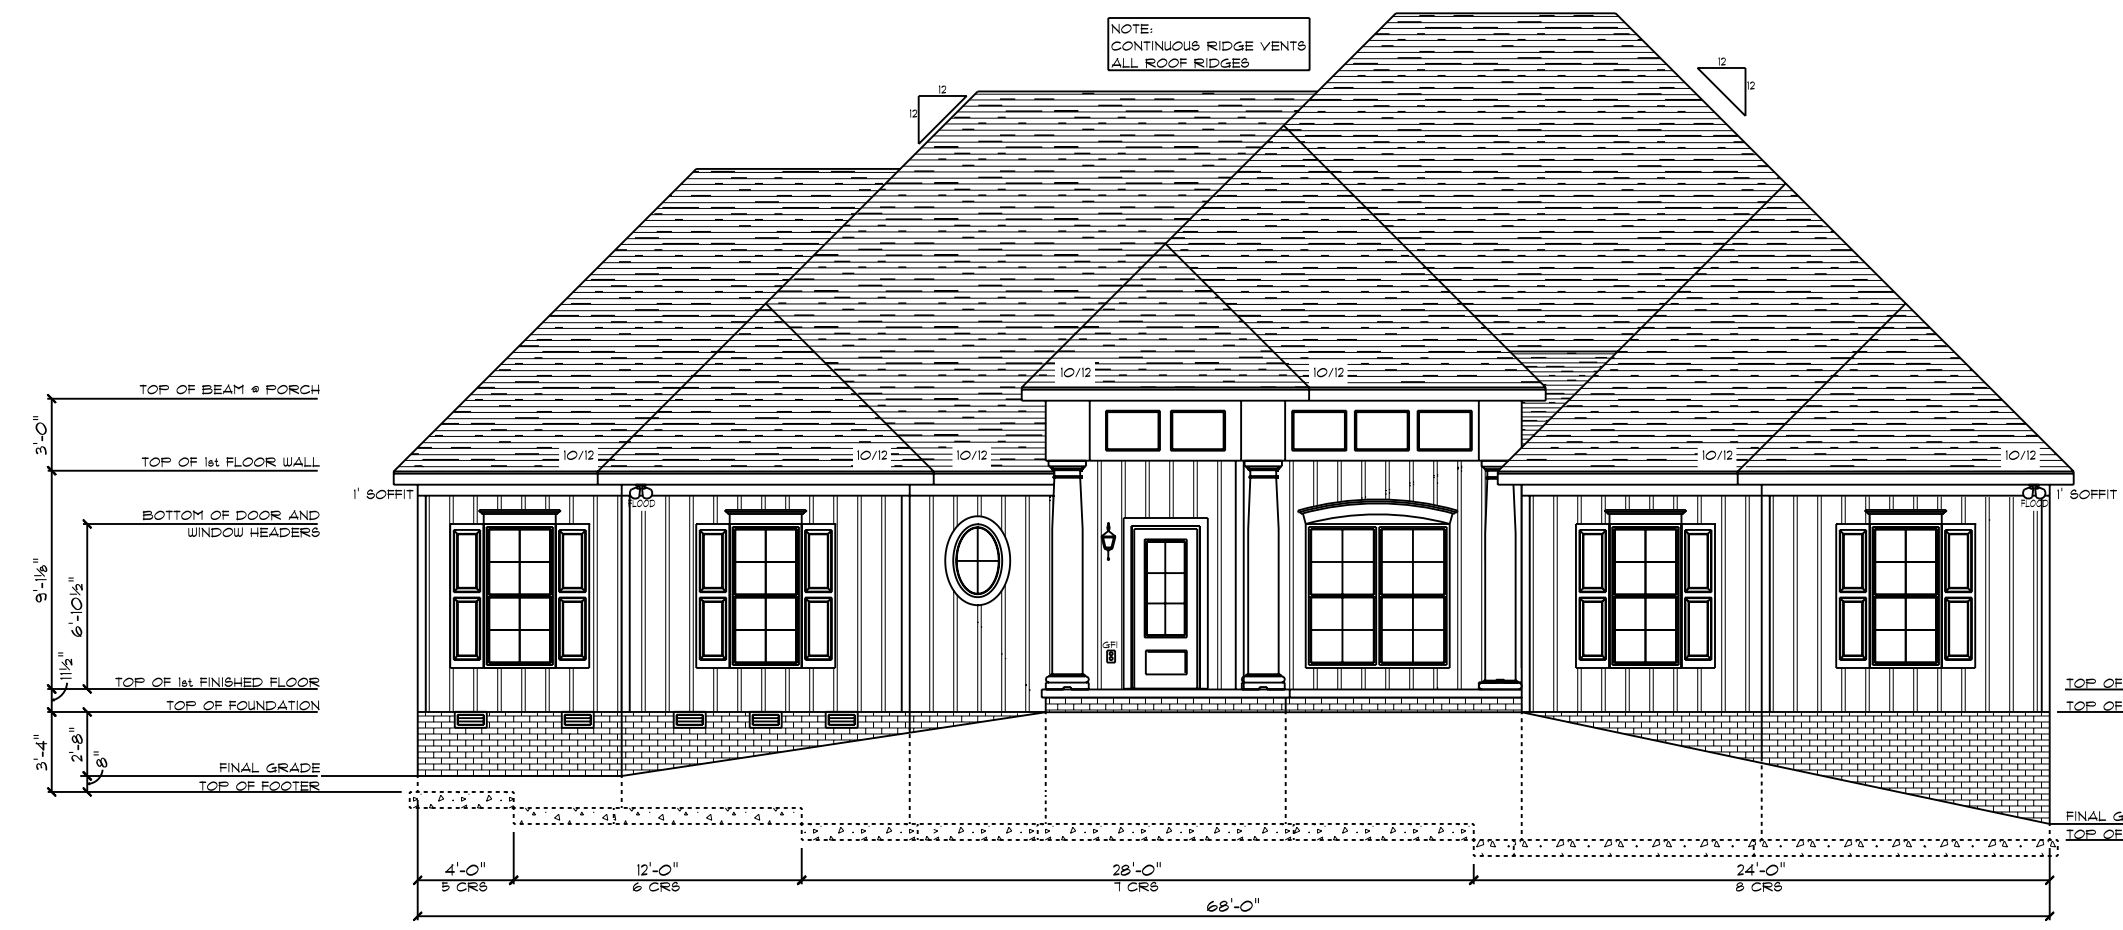 NOTE:
CONTINUOUS RIDGE VENTS
ALL ROOF RIDGES
12
12
12
12
10/12
10/12
TOP OF BEAM @ PORCH
3'-0"
10/12
10/12
10/12
10/12
10/12
TOP OF 1st FLOOR WALL
1' SOFFIT
FLOOD
FLOOD
1' SOFFIT
BOTTOM OF DOOR AND
WINDOW HEADERS
9'-1⅛"
6'-10½"
GFI
11½"
TOP OF 1st FINISHED FLOOR
TOP OF
TOP OF FOUNDATION
TOP OF
3'-4"
2'-8"
8"
FINAL GRADE
TOP OF FOOTER
FINAL G
TOP OF
4'-0"
5 CRS
12'-0"
6 CRS
28'-0"
7 CRS
24'-0"
8 CRS
68'-0"